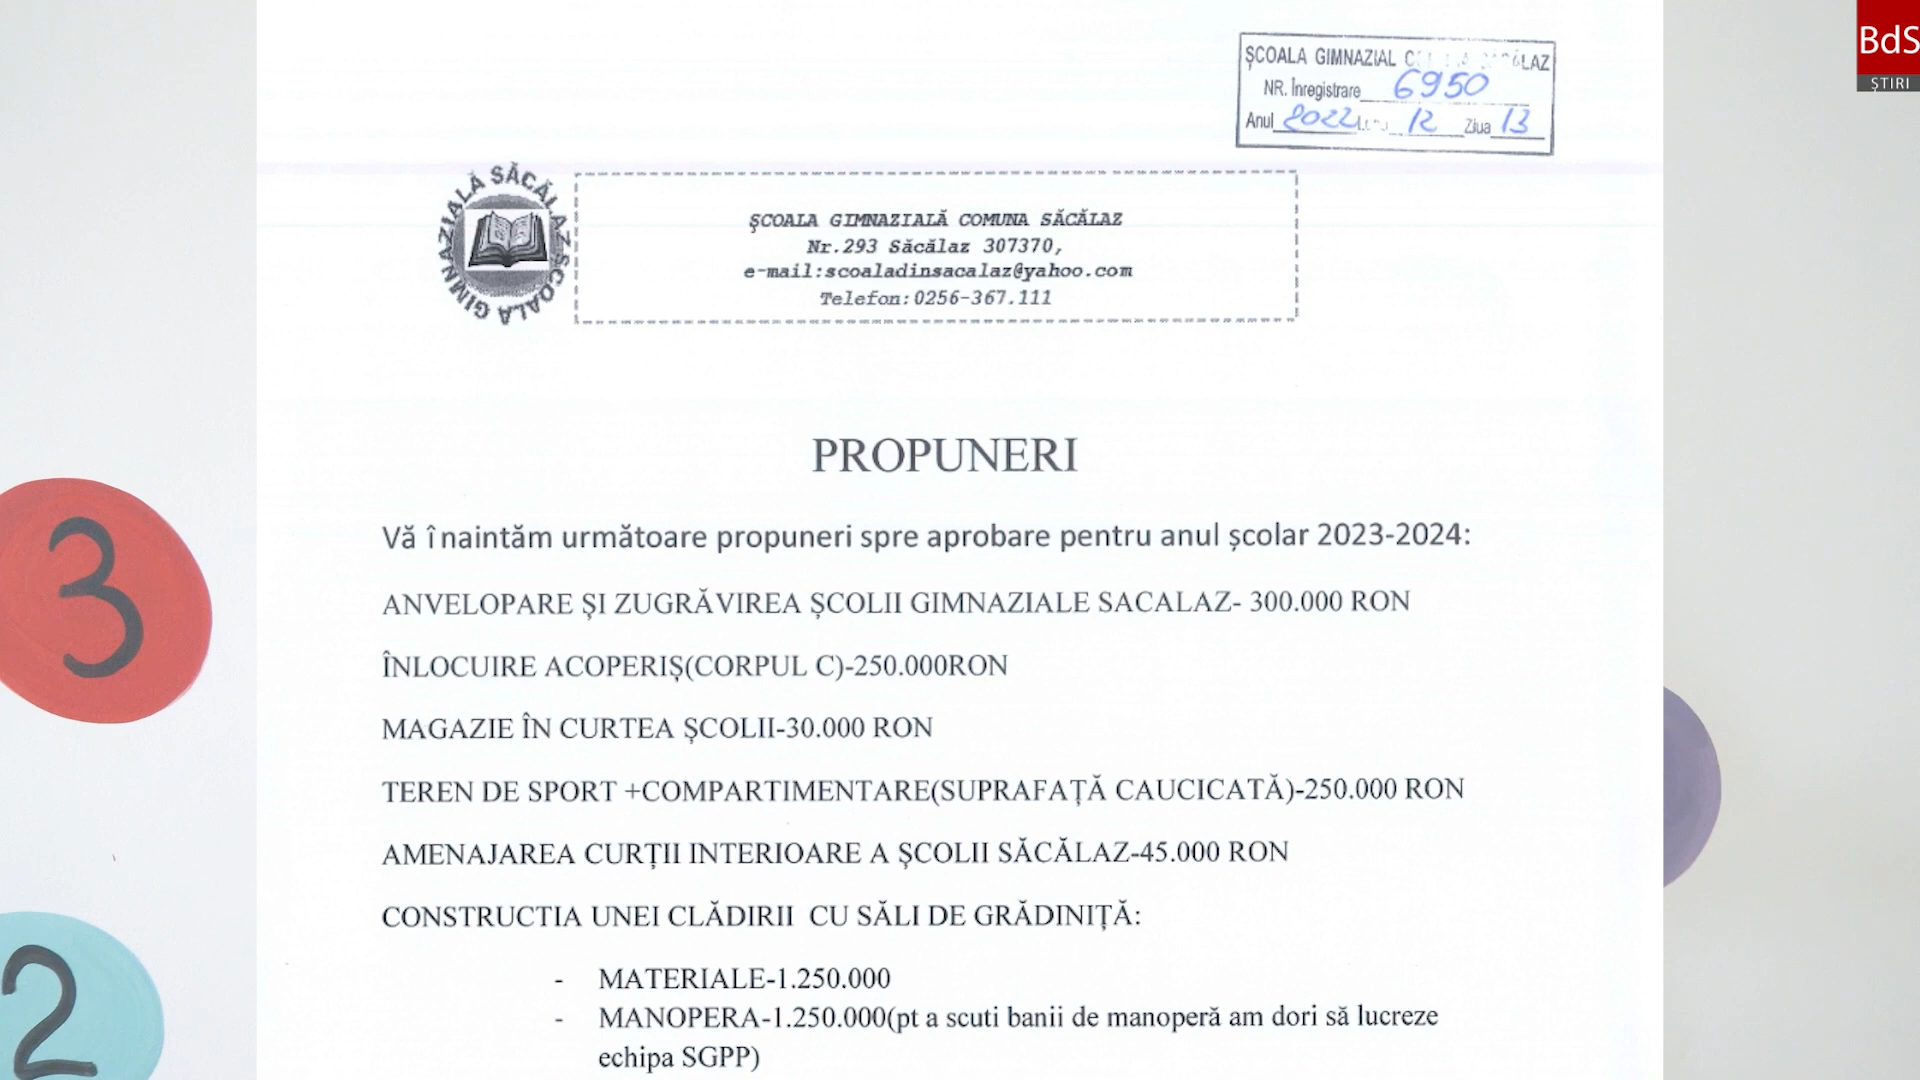 BdS
ȘTIRI
ȘCOALA GIMNAZIAL
NR. Înregistrare 6950
Anul 2022 12 Ziua 13
ȘCOALA GIMNAZIALĂ SĂCĂLAZ
ŞCOALA GIMNAZIALĂ COMUNA SĂCĂLAZ
Nr.293 Săcălaz 307370,
e-mail:scoaladinsacalaz@yahoo.com
Telefon:0256-367.111
PROPUNERI
Vă înaintăm următoare propuneri spre aprobare pentru anul școlar 2023-2024:
ANVELOPARE ȘI ZUGRĂVIREA ȘCOLII GIMNAZIALE SACALAZ- 300.000 RON
ÎNLOCUIRE ACOPERIȘ(CORPUL C)-250.000RON
MAGAZIE ÎN CURTEA ȘCOLII-30.000 RON
TEREN DE SPORT +COMPARTIMENTARE(SUPRAFAȚĂ CAUCICATĂ)-250.000 RON
AMENAJAREA CURȚII INTERIOARE A ȘCOLII SĂCĂLAZ-45.000 RON
CONSTRUCTIA UNEI CLĂDIRII CU SĂLI DE GRĂDINIȚĂ:
- MATERIALE-1.250.000
- MANOPERA-1.250.000(pt a scuti banii de manoperă am dori să lucreze
echipa SGPP)
3
2